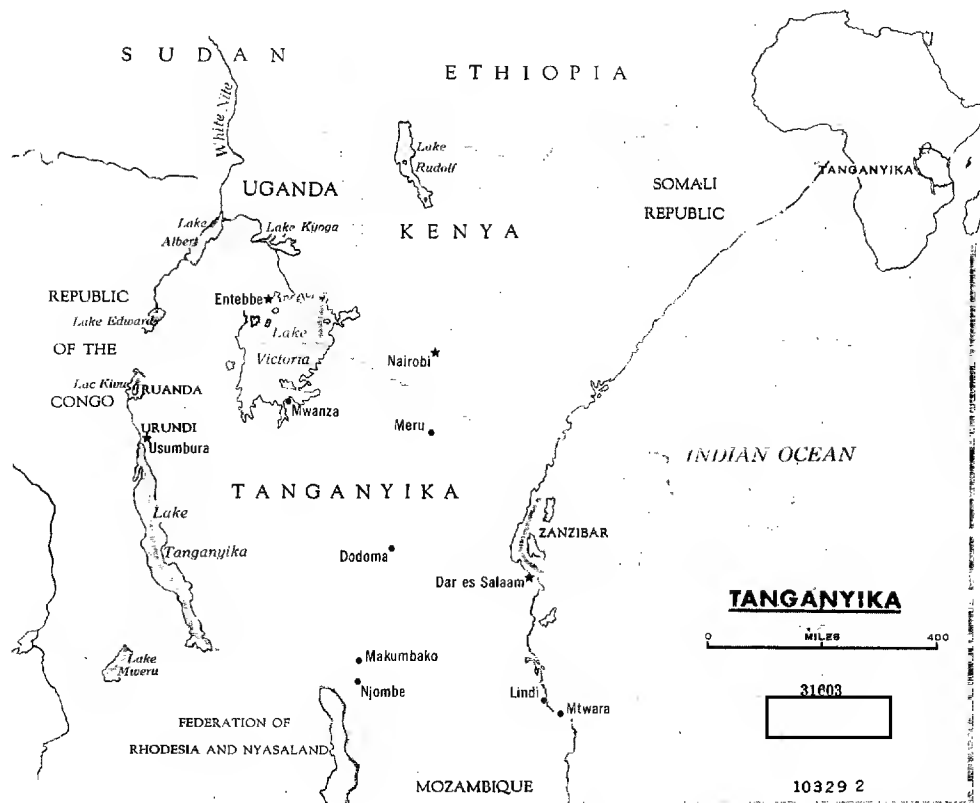 SUDAN
ETHIOPIA
White Nile
Lake
Rudolf
TANGANYIKA
UGANDA
SOMALI
REPUBLIC
Lake
Albert
Lake Kyoga
KENYA
REPUBLIC
Entebbe
Lake Edward
Lake
Victoria
OF THE
Nairobi
Lac Kivu
RUANDA
CONGO
Mwanza
URUNDI
Usumbura
Meru
INDIAN OCEAN
TANGANYIKA
Lake
Tanganyika
ZANZIBAR
Dodoma
Dar es Salaam
TANGANYIKA
0 MILES 400
Lake
Mweru
Makumbako
Njombe
Lindi
Mtwara
31603
FEDERATION OF
RHODESIA AND NYASALAND
MOZAMBIQUE
10329 2